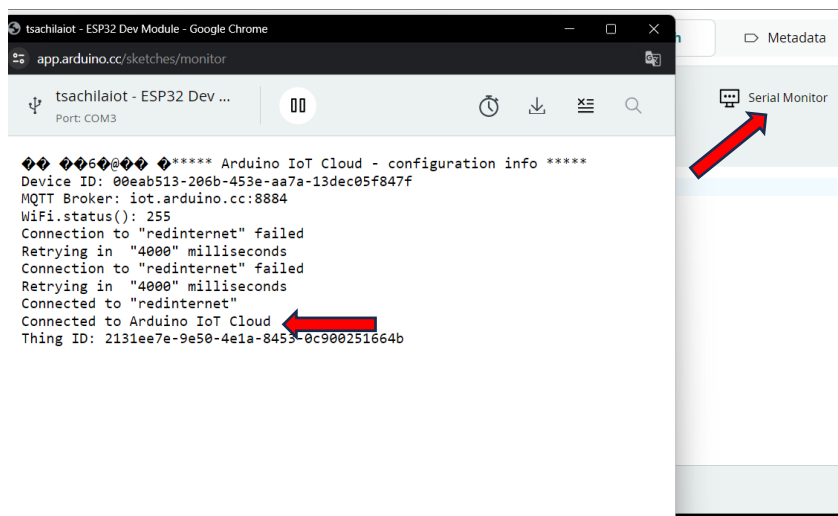 tsachilaiot - ESP32 Dev Module - Google Chrome
app.arduino.cc/sketches/monitor
Metadata
tsachilaiot - ESP32 Dev ...
Port: COM3
Serial Monitor
�� ��6�@�� �***** Arduino IoT Cloud - configuration info *****
Device ID: 00eab513-206b-453e-aa7a-13dec05f847f
MQTT Broker: iot.arduino.cc:8884
WiFi.status(): 255
Connection to "redinternet" failed
Retrying in  "4000" milliseconds
Connection to "redinternet" failed
Retrying in  "4000" milliseconds
Connected to "redinternet"
Connected to Arduino IoT Cloud
Thing ID: 2131ee7e-9e50-4e1a-8453-0c900251664b